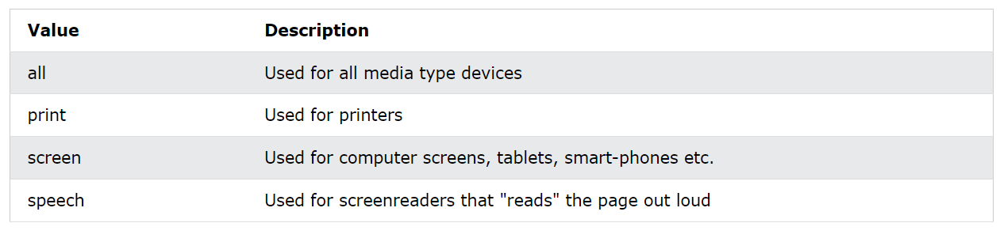 Value Description
all Used for all media type devices
print Used for printers
screen Used for computer screens, tablets, smart-phones etc.
speech Used for screenreaders that "reads" the page out loud